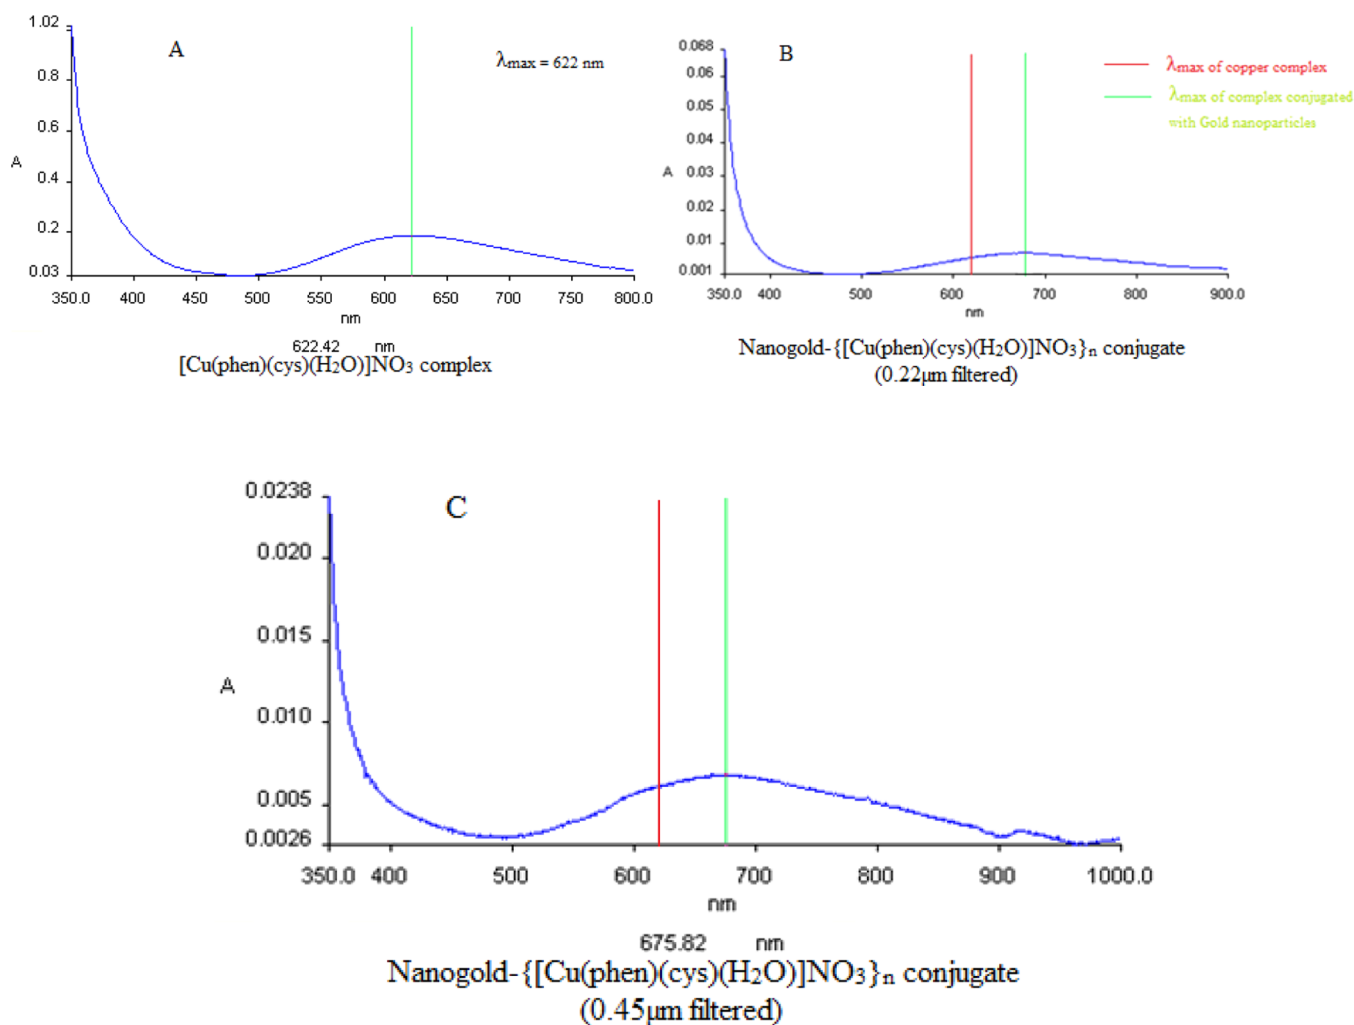 A
λmax = 622 nm
1.02
0.8
0.6
A
0.4
0.2
0.03
350.0 400 450 500 550 600 650 700 750 800.0
nm
622.42 nm
[Cu(phen)(cys)(H₂O)]NO₃ complex
B
λmax of copper complex
λmax of complex conjugated
with Gold nanoparticles
0.068
0.06
0.05
0.04
A
0.03
0.02
0.01
0.001
350.0 400 500 600 700 800 900.0
nm
Nanogold-{[Cu(phen)(cys)(H₂O)]NO₃}ₙ conjugate
(0.22µm filtered)
C
0.0238
0.020
0.015
A
0.010
0.005
0.0026
350.0 400 500 600 700 800 900 1000.0
nm
675.82 nm
Nanogold-{[Cu(phen)(cys)(H₂O)]NO₃}ₙ conjugate
(0.45µm filtered)